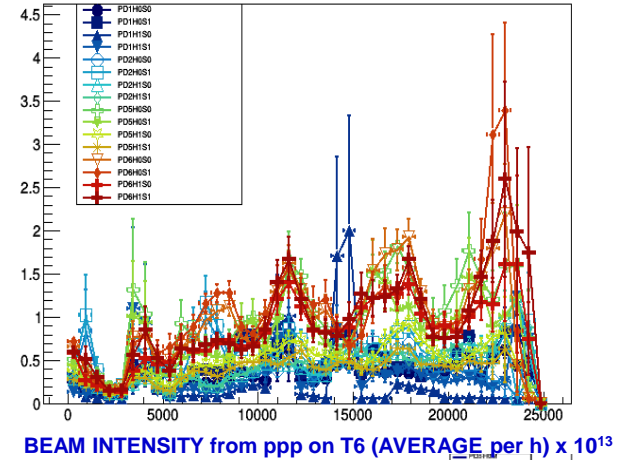 PD1H0S0
PD1H0S1
PD1H1S0
PD1H1S1
PD2H0S0
PD2H0S1
PD2H1S0
PD2H1S1
PD5H0S0
PD5H0S1
PD5H1S0
PD5H1S1
PD6H0S0
PD6H0S1
PD6H1S0
PD6H1S1
4.5
4
3.5
3
2.5
2
1.5
1
0.5
0
0 5000 10000 15000 20000 25000
BEAM INTENSITY from ppp on T6 (AVERAGE per h) x 10¹³